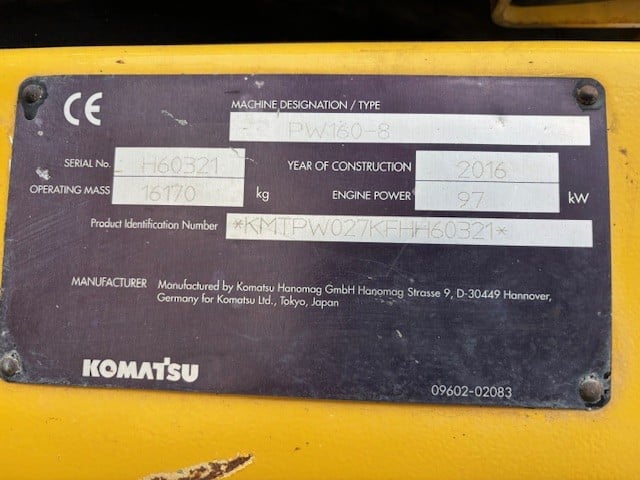 CE
MACHINE DESIGNATION / TYPE
PW160-8
SERIAL No. H60321 YEAR OF CONSTRUCTION 2016
OPERATING MASS 16170 kg ENGINE POWER 97 kW
Product Identification Number *KMTPW027KFHH60321*
MANUFACTURER Manufactured by Komatsu Hanomag GmbH Hanomag Strasse 9, D-30449 Hannover,
Germany for Komatsu Ltd., Tokyo, Japan
KOMATSU
09602-02083